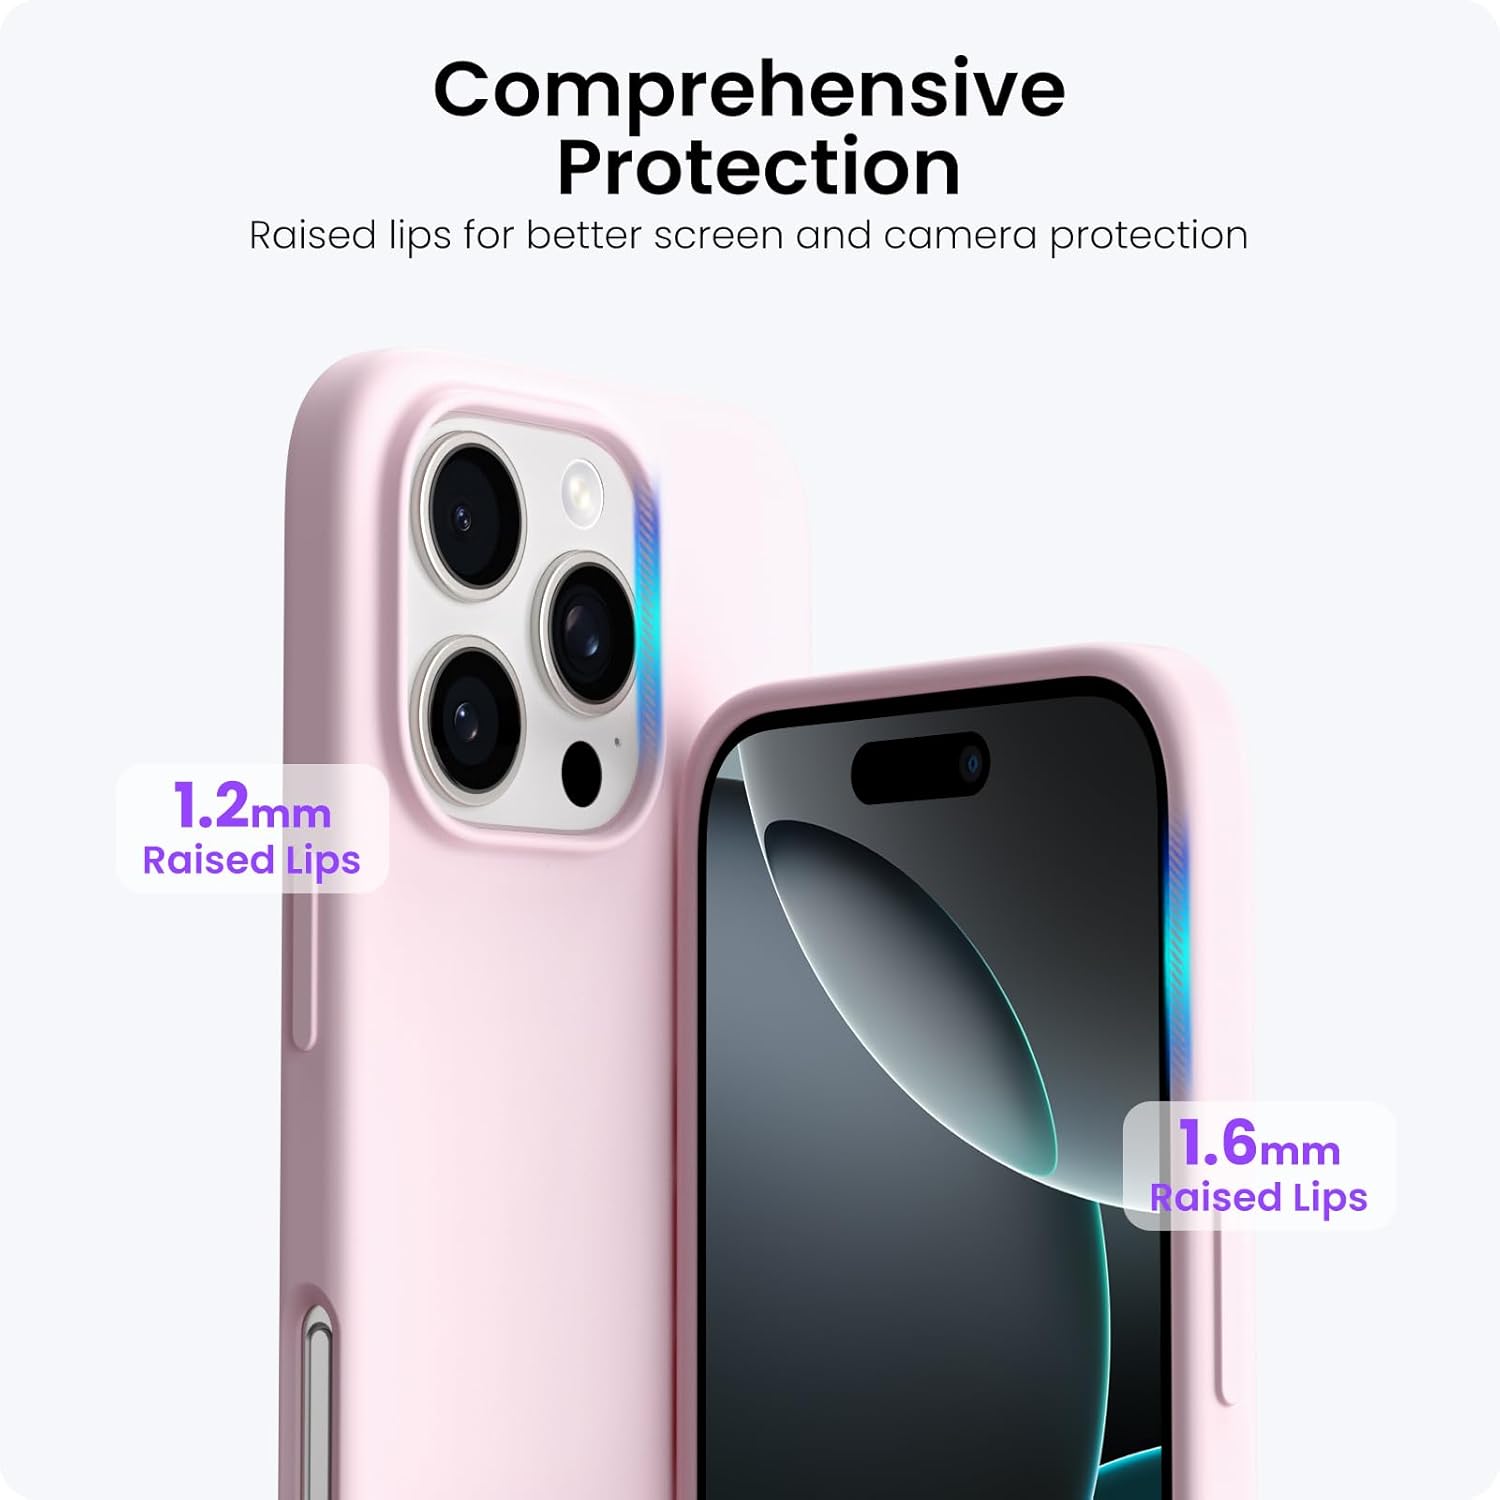 Comprehensive
Protection
Raised lips for better screen and camera protection
1.2mm
Raised Lips
1.6mm
Raised Lips